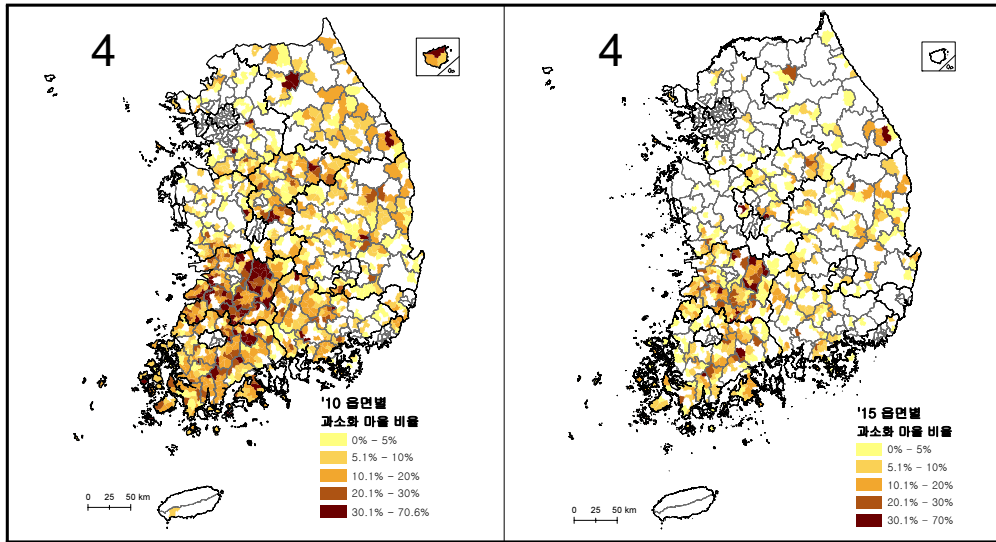 4
'10 읍면별
과소화 마을 비율
0% - 5%
5.1% - 10%
10.1% - 20%
20.1% - 30%
30.1% - 70.6%
0 25 50 km
4
'15 읍면별
과소화 마을 비율
0% - 5%
5.1% - 10%
10.1% - 20%
20.1% - 30%
30.1% - 70%
0 25 50 km